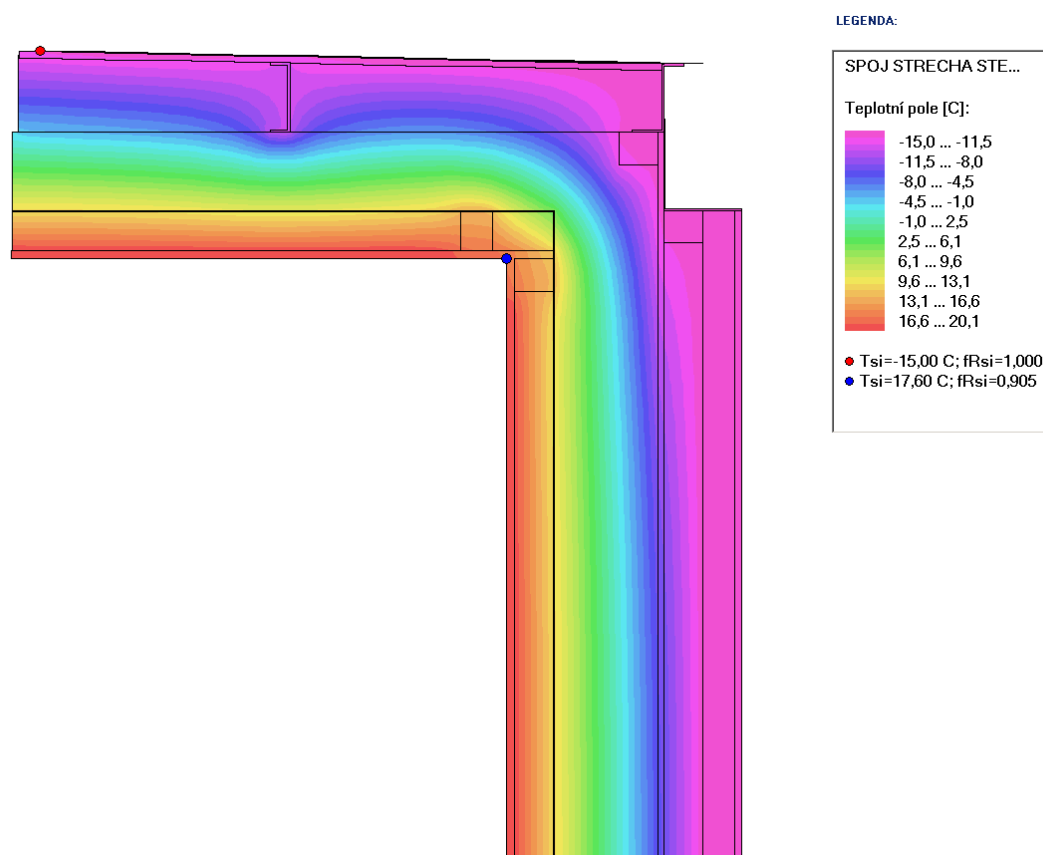 LEGENDA:
SPOJ STRECHA STE...
Teplotní pole [C]:
-15,0 ... -11,5
-11,5 ... -8,0
-8,0 ... -4,5
-4,5 ... -1,0
-1,0 ... 2,5
2,5 ... 6,1
6,1 ... 9,6
9,6 ... 13,1
13,1 ... 16,6
16,6 ... 20,1
Tsi=-15,00 C; fRsi=1,000
Tsi=17,60 C; fRsi=0,905